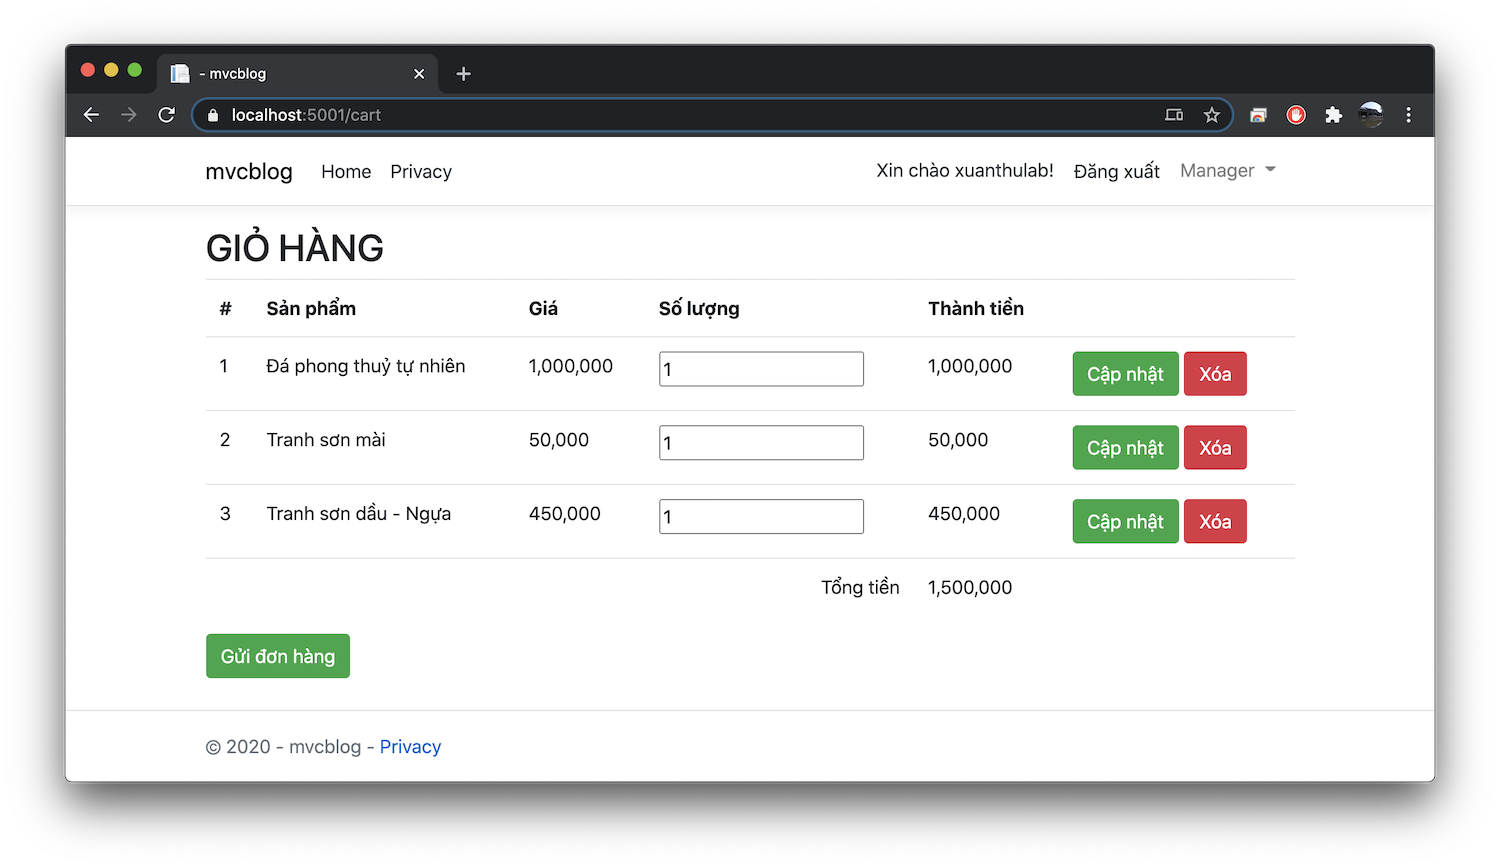 - mvcblog
localhost:5001/cart
mvcblog Home Privacy Xin chào xuanthulab! Đăng xuất Manager
GIỎ HÀNG
# Sản phẩm Giá Số lượng Thành tiền
1 Đá phong thuỷ tự nhiên 1,000,000 1 1,000,000 Cập nhật Xóa
2 Tranh sơn mài 50,000 1 50,000 Cập nhật Xóa
3 Tranh sơn dầu - Ngựa 450,000 1 450,000 Cập nhật Xóa
Tổng tiền 1,500,000
Gửi đơn hàng
© 2020 - mvcblog - Privacy